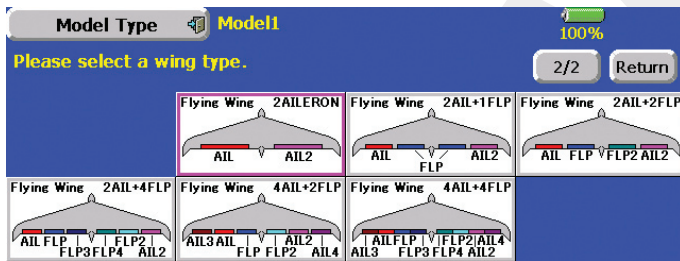 Model Type Model1
100%
Please select a wing type.
2/2 Return
Flying Wing 2AILERON
AIL AIL2
Flying Wing 2AIL+1FLP
AIL AIL2
FLP
Flying Wing 2AIL+2FLP
AIL FLP FLP2 AIL2
Flying Wing 2AIL+4FLP
AIL FLP FLP2
FLP3 FLP4 AIL2
Flying Wing 4AIL+2FLP
AIL3 AIL AIL2
FLP FLP2 AIL4
Flying Wing 4AIL+4FLP
AIL FLP FLP2 AIL4
AIL3 FLP3 FLP4 AIL2